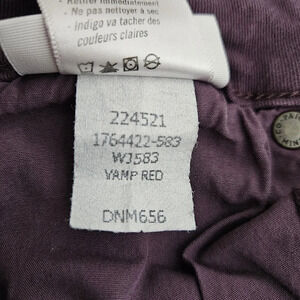 • Retirer immédiatement
• Ne pas nettoyer à sec
• Indigo va tacher des
couleurs claires
224521
1764422-583
WJ583
VAMP RED
DNM656